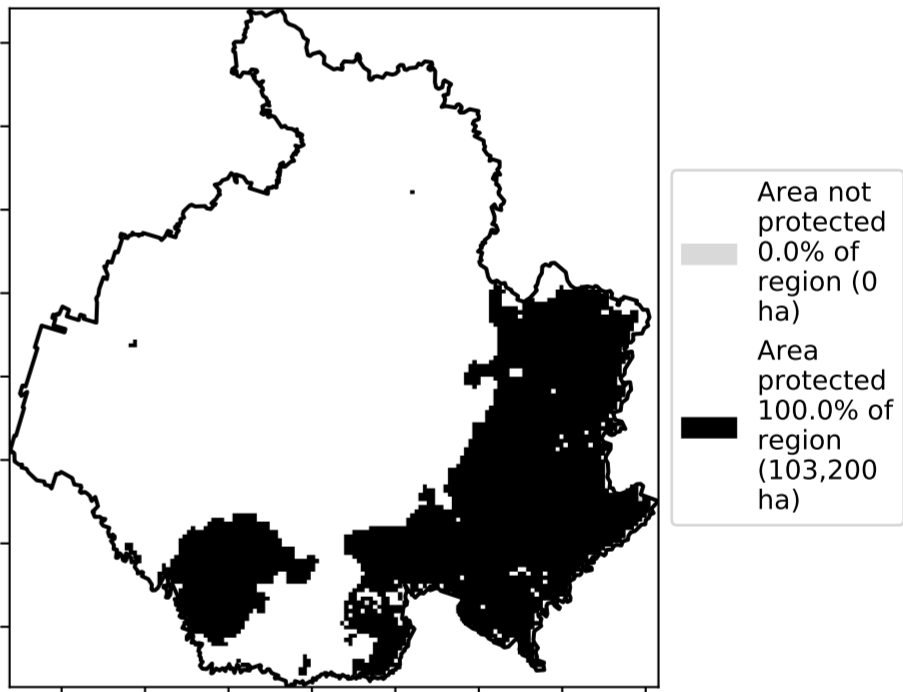 Area not
protected
0.0% of
region (0
ha)
Area
protected
100.0% of
region
(103,200
ha)